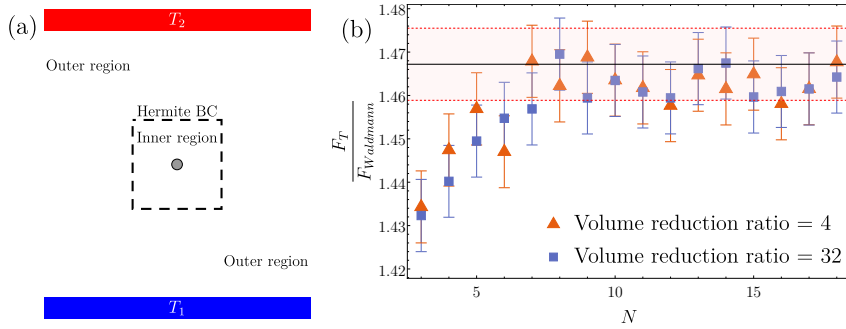 (a)
T₂
Outer region
Hermite BC
Inner region
Outer region
T₁
(b)
F_T
F_Waldmann
1.48
1.47
1.46
1.45
1.44
1.43
1.42
5
10
15
N
Volume reduction ratio = 4
Volume reduction ratio = 32